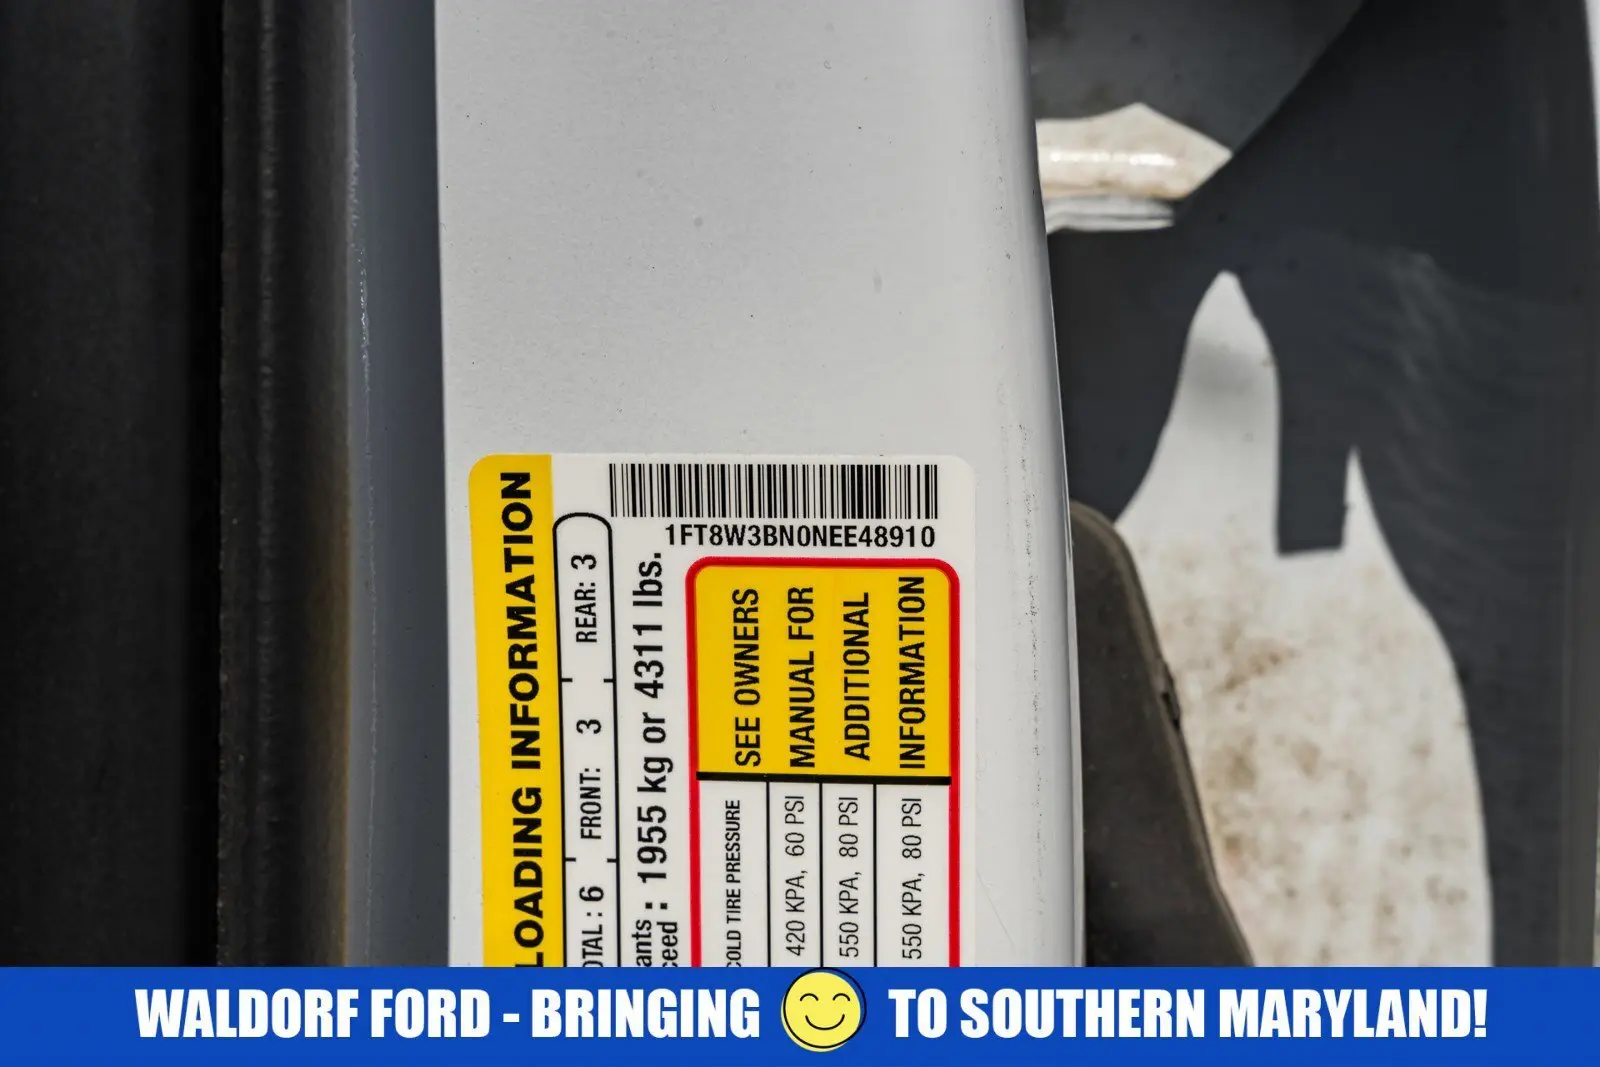 LOADING INFORMATION
OTAL : 6 FRONT: 3 REAR: 3
ants
ceed : 1955 kg or 4311 lbs.
1FT8W3BN0NEE48910
COLD TIRE PRESSURE
420 KPA, 60 PSI
550 KPA, 80 PSI
550 KPA, 80 PSI
SEE OWNERS
MANUAL FOR
ADDITIONAL
INFORMATION
WALDORF FORD - BRINGING TO SOUTHERN MARYLAND!